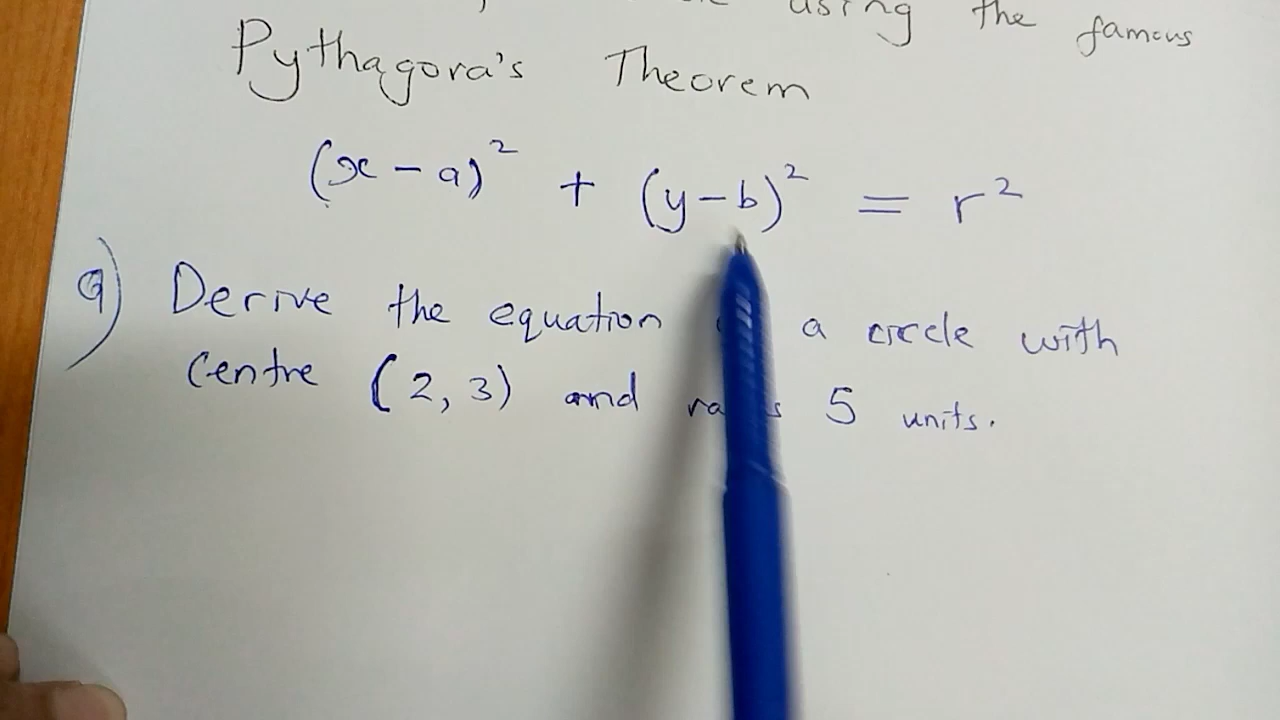 using the famous
Pythagora's Theorem
(x - a)² + (y - b)² = r²
9) Derive the equation a circle with
Centre (2, 3) and 5 units.